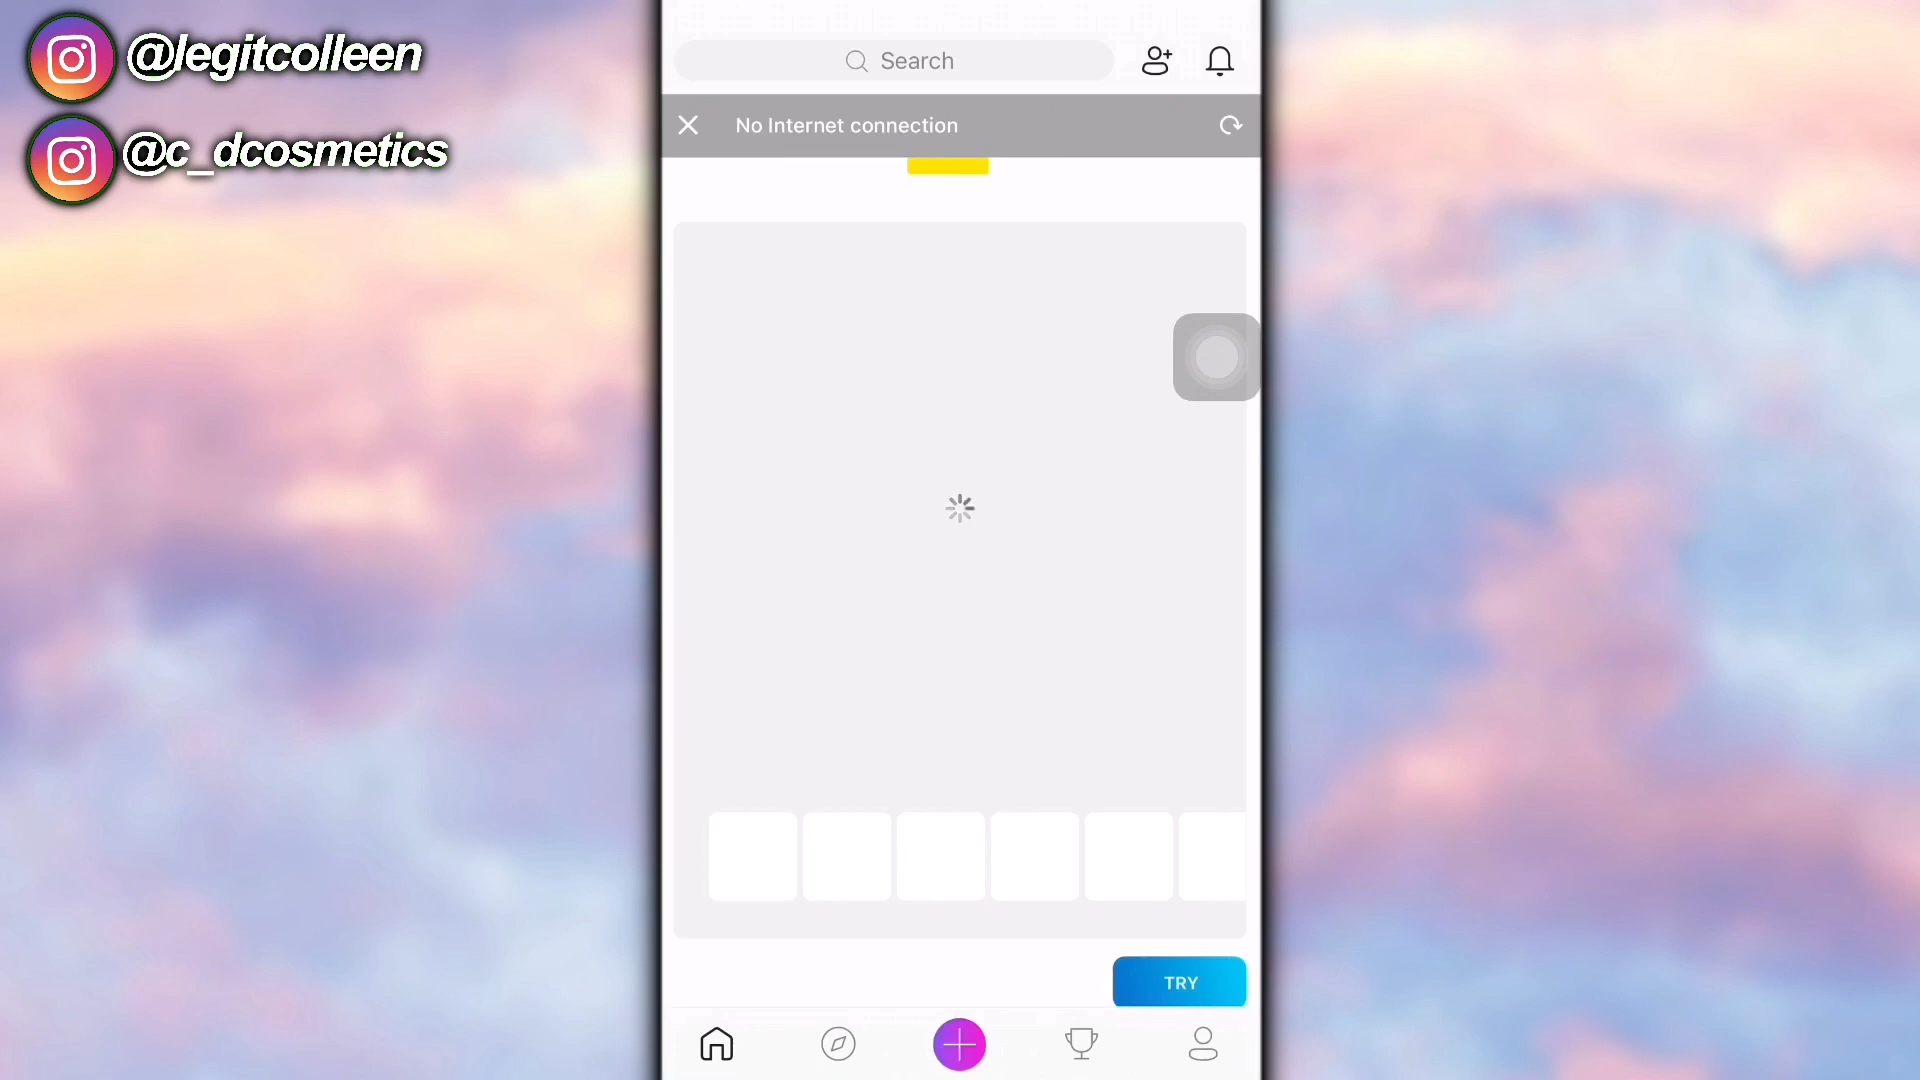 @legitcolleen
@c_dcosmetics
Search
No Internet connection
TRY